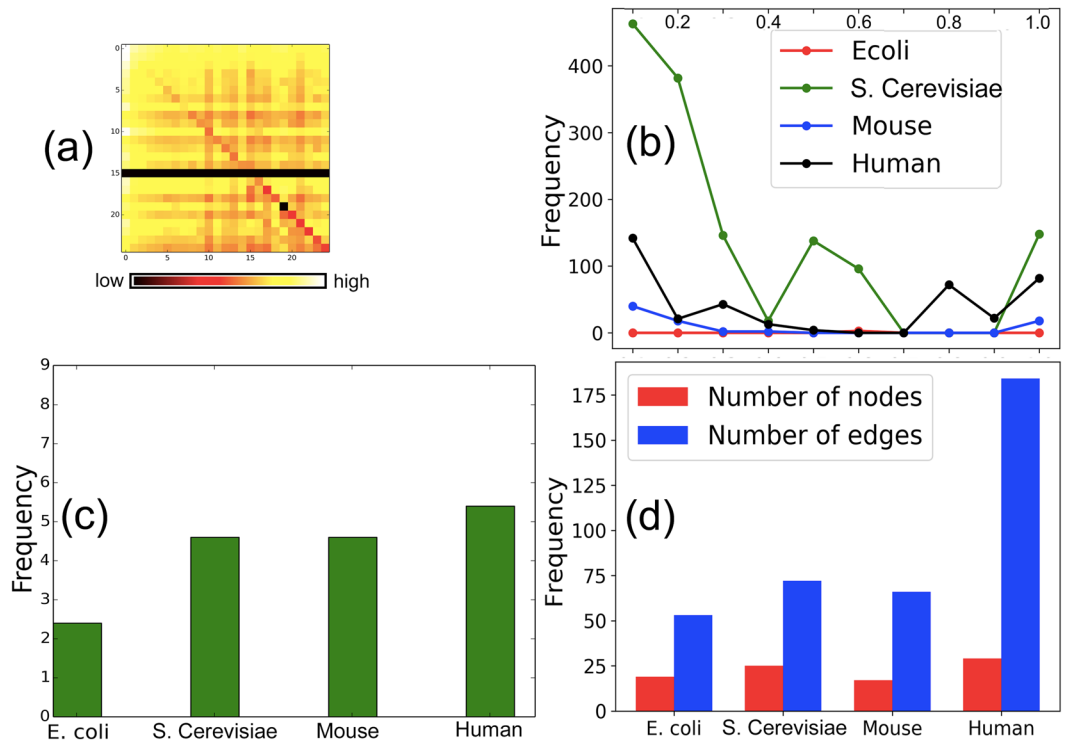 (a)
0
5
10
15
20
0 5 10 15 20
low high
(b)
0.2 0.4 0.6 0.8 1.0
Frequency
400
300
200
100
0
Ecoli
S. Cerevisiae
Mouse
Human
(c)
Frequency
9
8
7
6
5
4
3
2
1
0
E. coli S. Cerevisiae Mouse Human
(d)
Frequency
175
150
125
100
75
50
25
0
Number of nodes
Number of edges
E. coli S. Cerevisiae Mouse Human